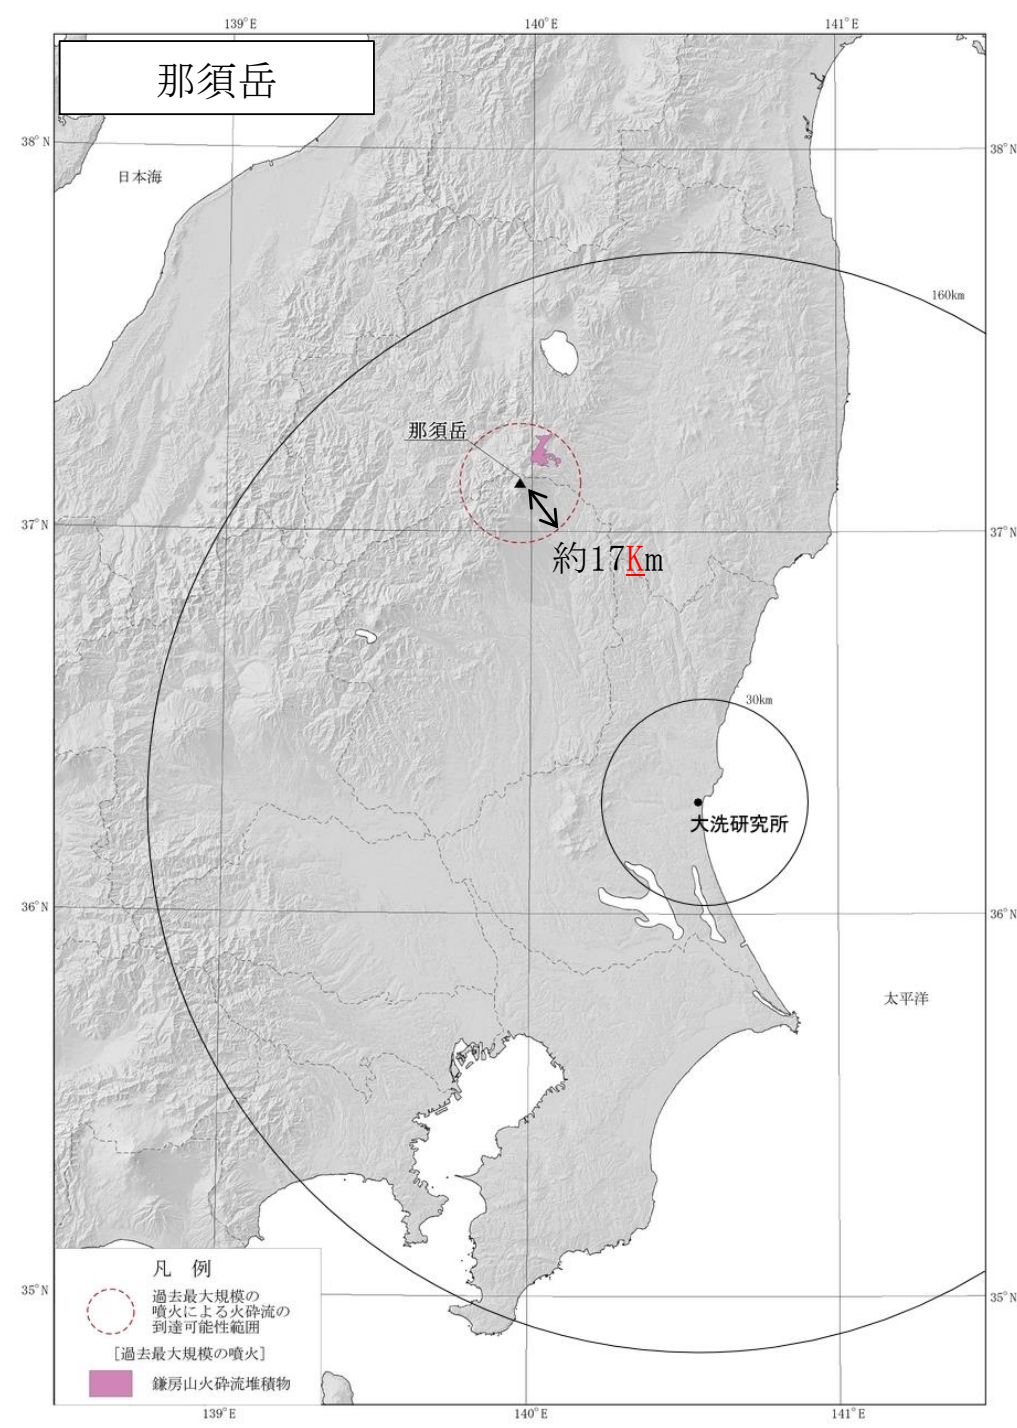 139°E
140°E
141°E
那須岳
38°N
38°N
日本海
160km
那須岳
37°N
37°N
約17Km
30km
大洗研究所
36°N
36°N
太平洋
凡 例
過去最大規模の
噴火による火砕流の
到達可能性範囲
[過去最大規模の噴火]
鎌房山火砕流堆積物
35°N
35°N
139°E
140°E
141°E